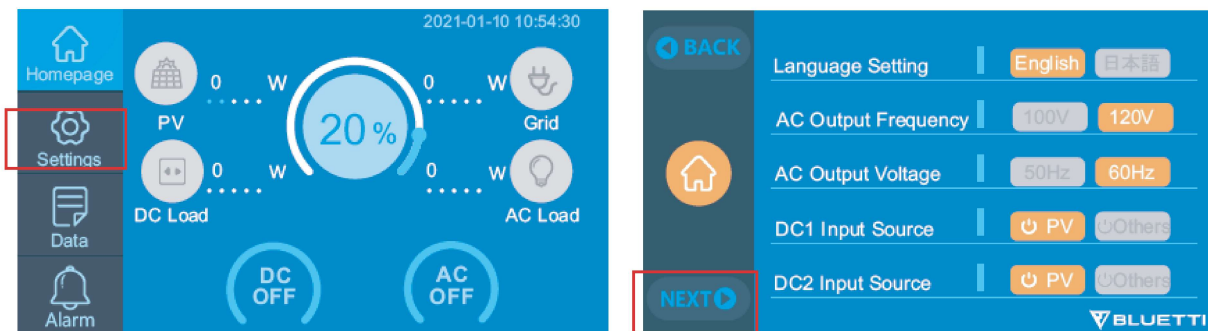 2021-01-10 10:54:30
Homepage
Settings
Data
Alarm
0 W
PV
0 W
Grid
20 %
0 W
DC Load
0 W
AC Load
DC
OFF
AC
OFF
BACK
NEXT
Language Setting English 日本語
AC Output Frequency 100V 120V
AC Output Voltage 50Hz 60Hz
DC1 Input Source PV Others
DC2 Input Source PV Others
BLUETTI